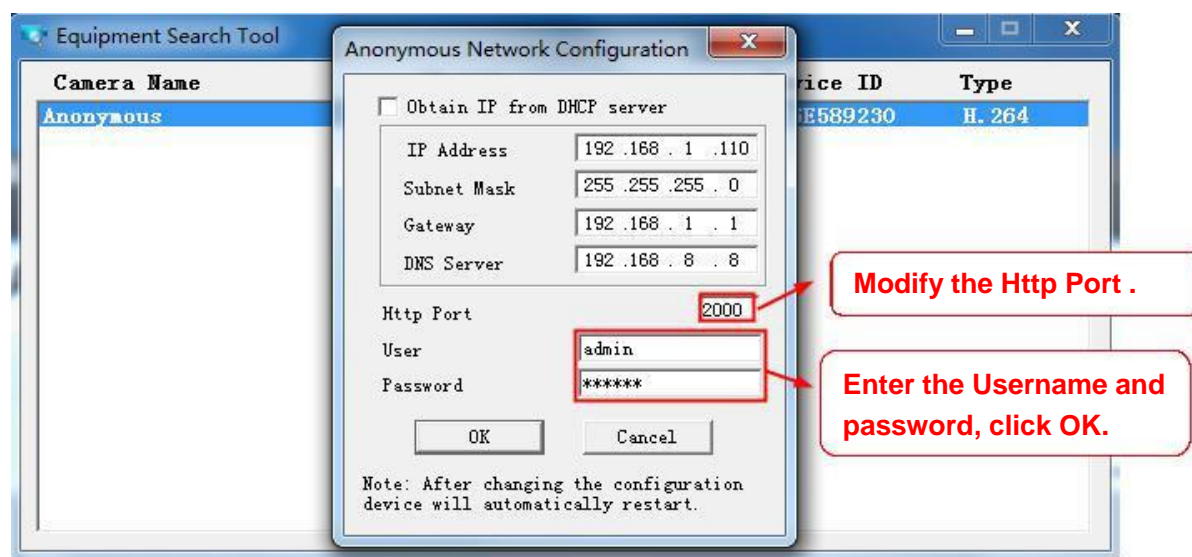 Equipment Search Tool
Anonymous Network Configuration
Camera Name
Type
Anonymous
H.264
Obtain IP from DHCP server
IP Address 192 .168 . 1 .110
Subnet Mask 255 .255 .255 . 0
Gateway 192 .168 . 1 . 1
DNS Server 192 .168 . 8 . 8
Http Port 2000
User admin
Password ******
OK Cancel
Note: After changing the configuration
device will automatically restart.
Modify the Http Port .
Enter the Username and
password, click OK.